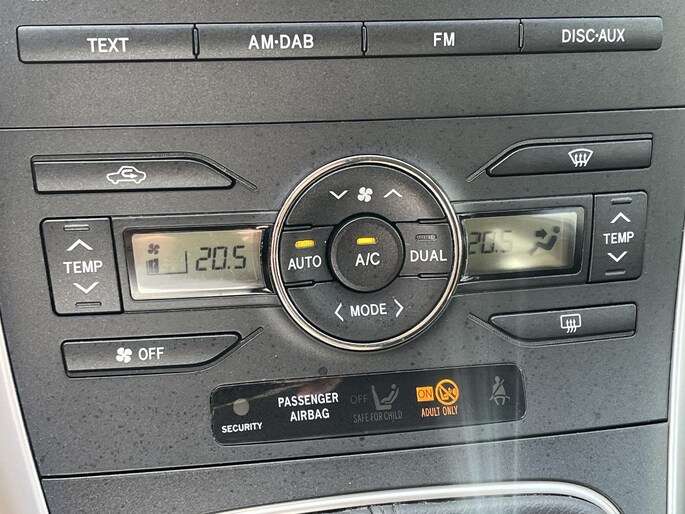 TEXT
AM·DAB
FM
DISC·AUX
TEMP
20.5
AUTO
A/C
DUAL
20.5
TEMP
< MODE >
OFF
SECURITY
PASSENGER
AIRBAG
OFF
SAFE FOR CHILD
ON
ADULT ONLY